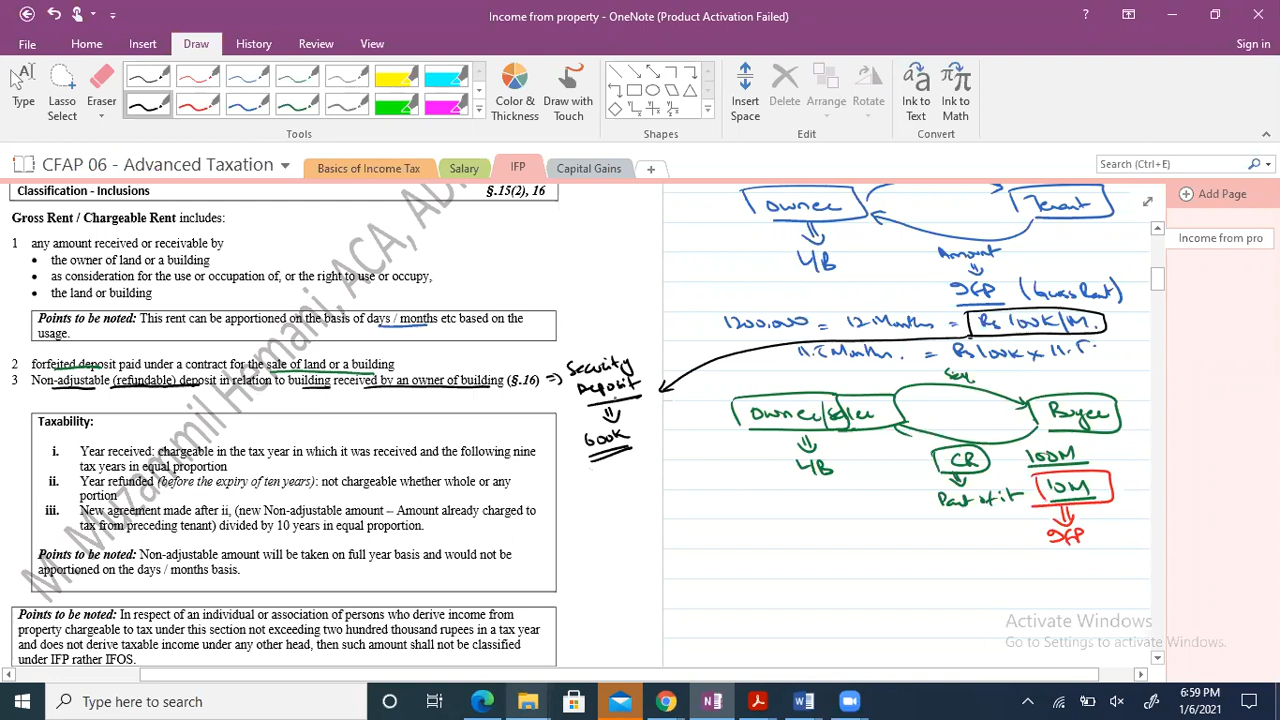 Income from property - OneNote (Product Activation Failed)
?
File Home Insert Draw History Review View
Sign in
Type
Lasso Select
Eraser
Tools
Color & Thickness
Draw with Touch
Shapes
Insert Space
Delete
Arrange
Rotate
Edit
Ink to Text
Ink to Math
Convert
CFAP 06 - Advanced Taxation
Basics of Income Tax
Salary
IFP
Capital Gains
Search (Ctrl+E)
Add Page
Income from pro
Classification - Inclusions §.15(2), 16
Gross Rent / Chargeable Rent includes:
1 any amount received or receivable by
• the owner of land or a building
• as consideration for the use or occupation of, or the right to use or occupy,
• the land or building
Points to be noted: This rent can be apportioned on the basis of days / months etc based on the
usage.
2 forfeited deposit paid under a contract for the sale of land or a building
3 Non-adjustable (refundable) deposit in relation to building received by an owner of building (§.16)
Taxability:
i. Year received: chargeable in the tax year in which it was received and the following nine
tax years in equal proportion
ii. Year refunded (before the expiry of ten years): not chargeable whether whole or any
portion
iii. New agreement made after ii, (new Non-adjustable amount – Amount already charged to
tax from preceding tenant) divided by 10 years in equal proportion.
Points to be noted: Non-adjustable amount will be taken on full year basis and would not be
apportioned on the days / months basis.
Points to be noted: In respect of an individual or association of persons who derive income from
property chargeable to tax under this section not exceeding two hundred thousand rupees in a tax year
and does not derive taxable income under any other head, then such amount shall not be classified
under IFP rather IFOS.
Security
Deposit
600K
Owner Tenant
Amount
IFP (Gross Rent)
1200,000 = 12 Months = Rs 100K/M.
11.5 Months. = Rs 100K x 11.5
Owner/Seller Buyer
CR 100M
Part of it 10M
IFP
Activate Windows
Go to Settings to activate Windows.
Type here to search
6:59 PM
1/6/2021